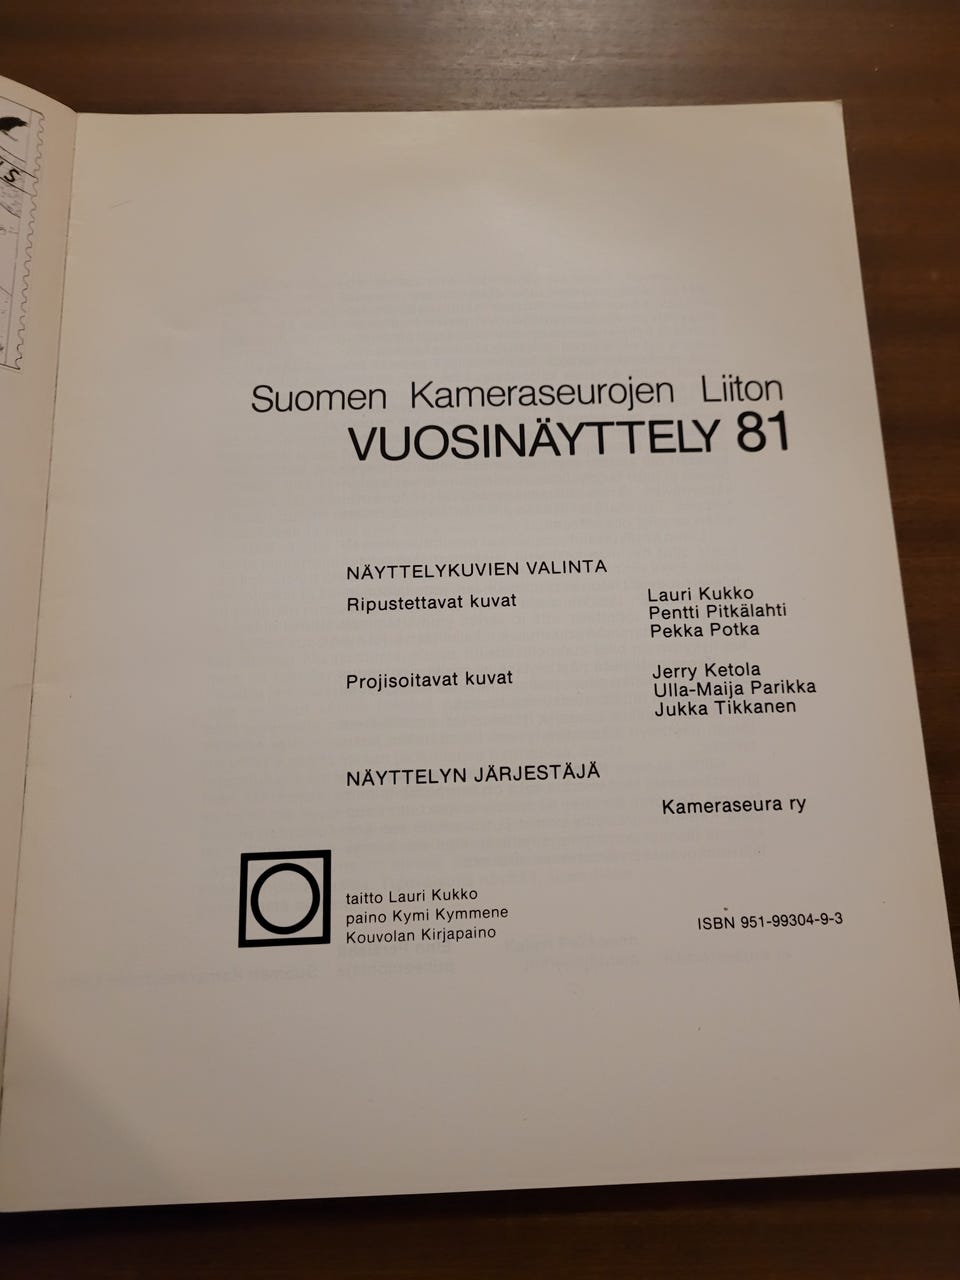 Suomen Kameraseurojen Liiton
VUOSINÄYTTELY 81
NÄYTTELYKUVIEN VALINTA
Ripustettavat kuvat
Lauri Kukko
Pentti Pitkälahti
Pekka Potka
Projisoitavat kuvat
Jerry Ketola
Ulla-Maija Parikka
Jukka Tikkanen
NÄYTTELYN JÄRJESTÄJÄ
Kameraseura ry
taitto Lauri Kukko
paino Kymi Kymmene
Kouvolan Kirjapaino
ISBN 951-99304-9-3